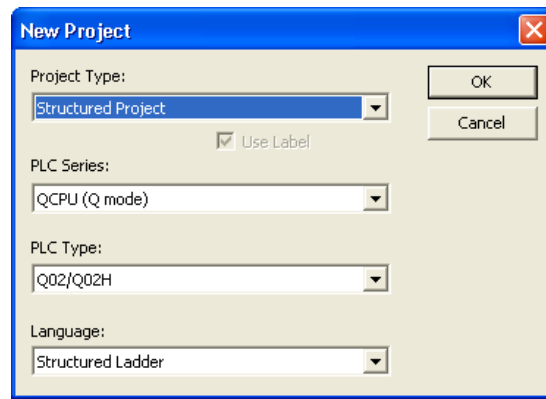 New Project
Project Type:
OK
Structured Project
Cancel
Use Label
PLC Series:
QCPU (Q mode)
PLC Type:
Q02/Q02H
Language:
Structured Ladder